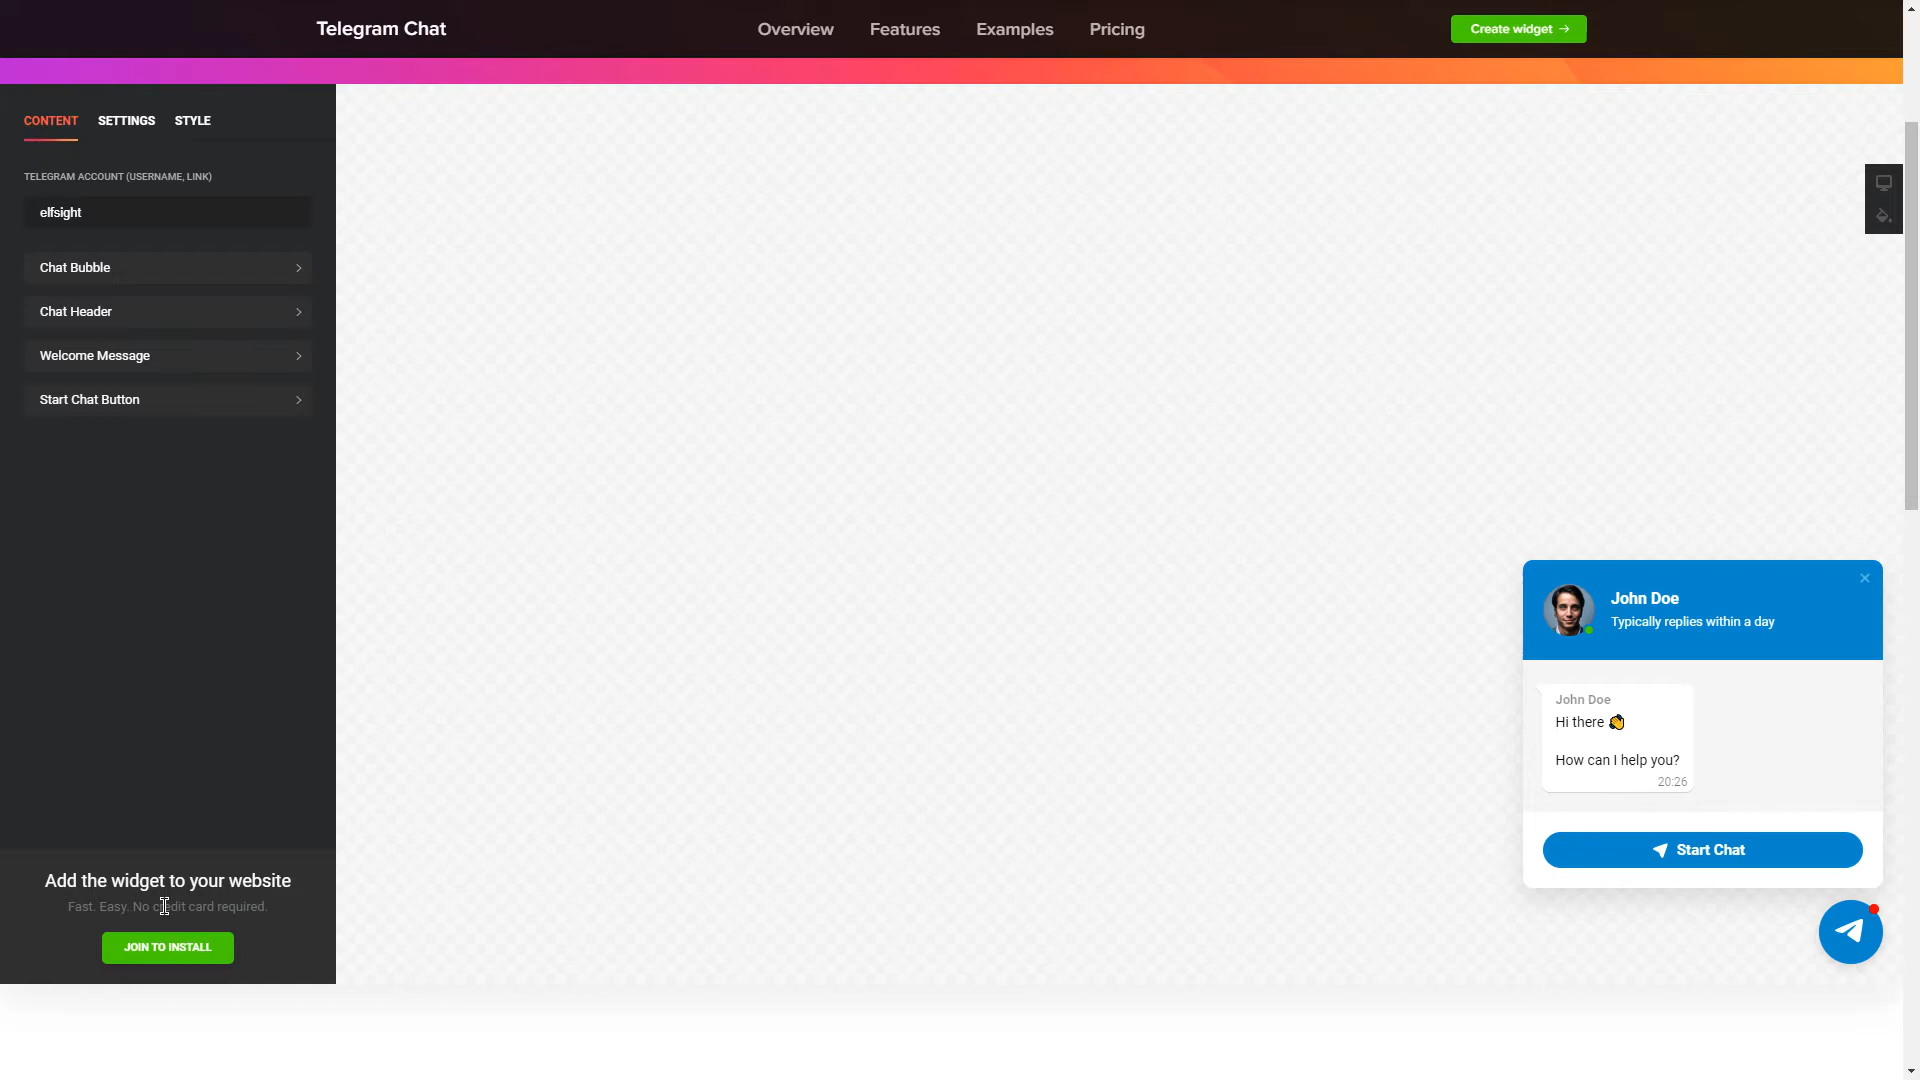 Telegram Chat
Overview
Features
Examples
Pricing
Create widget →
CONTENT
SETTINGS
STYLE
TELEGRAM ACCOUNT (USERNAME, LINK)
elfsight
Chat Bubble
Chat Header
Welcome Message
Start Chat Button
Add the widget to your website
Fast. Easy. No credit card required.
JOIN TO INSTALL
John Doe
Typically replies within a day
John Doe
Hi there 👋
How can I help you?
20:26
Start Chat